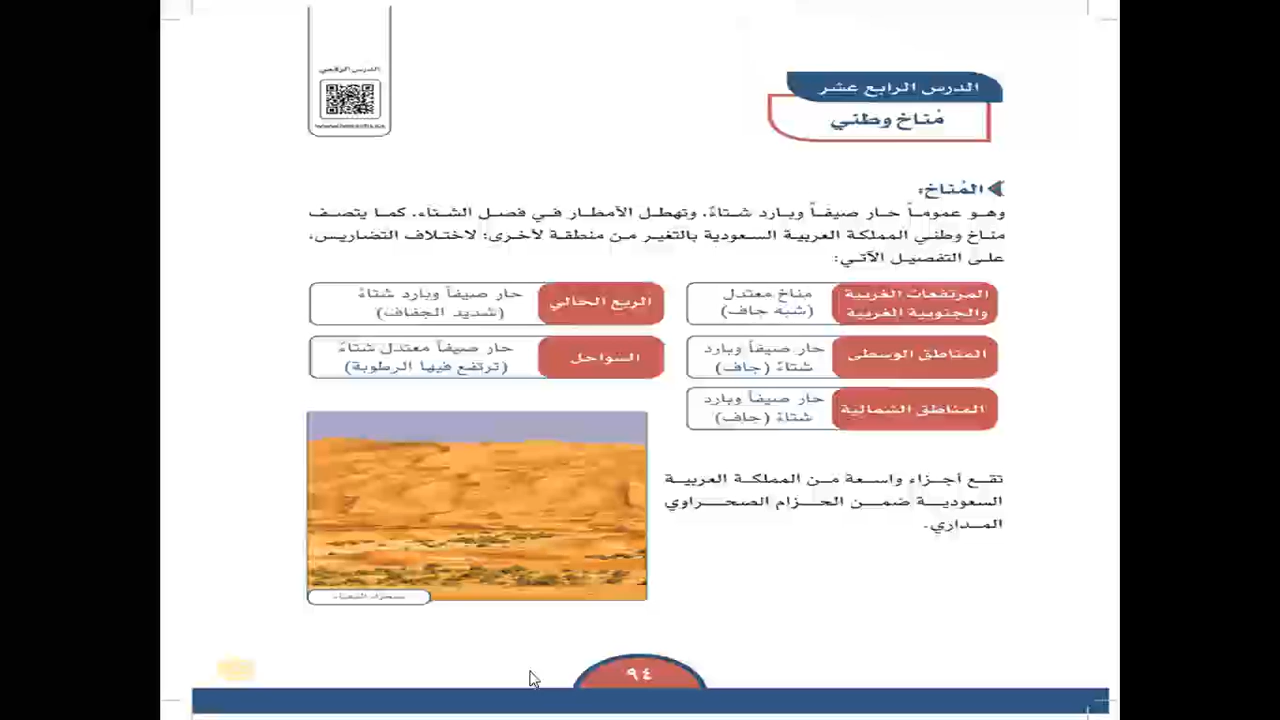 الدرس الرقمي
الدرس الرابع عشر
مُناخ وطني
المُناخ:
وهو عموماً حار صيفاً وبارد شتاءً، وتهطل الأمطار في فصل الشتاء، كما يتصف
مناخ وطني المملكة العربية السعودية بالتغير من منطقة لأخرى؛ لاختلاف التضاريس،
على التفصيل الآتي:
المرتفعات الغربية
والجنوبية الغربية
مناخ معتدل
(شبه جاف)
الربع الخالي
حار صيفاً وبارد شتاءً
(شديد الجفاف)
المناطق الوسطى
حار صيفاً وبارد
شتاءً (جاف)
السواحل
حار صيفاً معتدل شتاءً
(ترتفع فيها الرطوبة)
المناطق الشمالية
حار صيفاً وبارد
شتاءً (جاف)
تقع أجزاء واسعة من المملكة العربية
السعودية ضمن الحزام الصحراوي
المداري.
٩٤